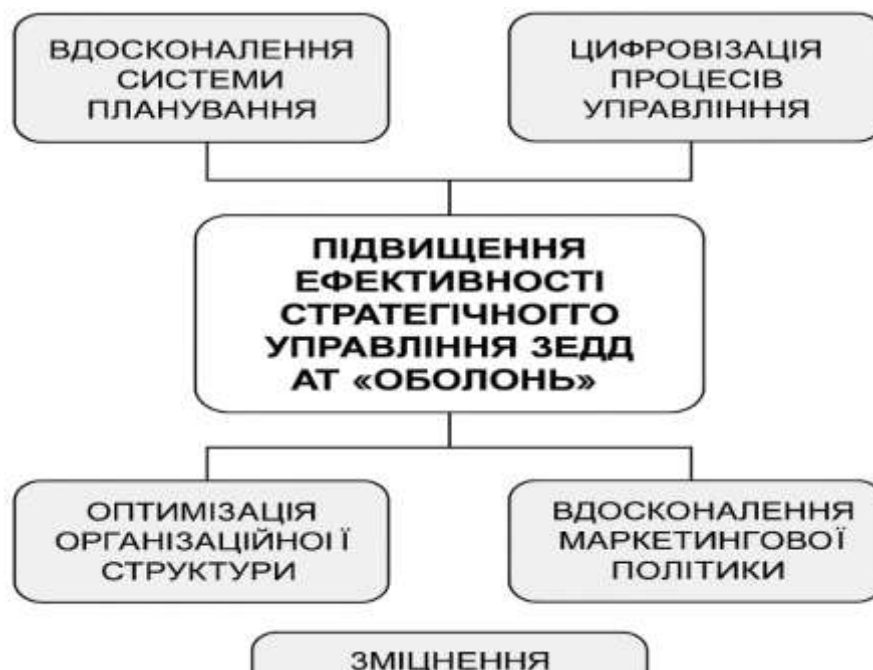 ВДОСКОНАЛЕННЯ
СИСТЕМИ
ПЛАНУВАННЯ
ЦИФРОВІЗАЦІЯ
ПРОЦЕСІВ
УПРАВЛІНННЯ
ПІДВИЩЕННЯ
ЕФЕКТИВНОСТІ
СТРАТЕГІЧНОГГО
УПРАВЛІННЯ ЗЕДД
АТ «ОБОЛОНЬ»
ОПТИМІЗАЦІЯ
ОРГАНІЗАЦІЙНОЇ Ї
СТРУКТУРИ
ВДОСКОНАЛЕННЯ
МАРКЕТИНГОВОЇ
ПОЛІТИКИ
ЗМІЦНЕННЯ